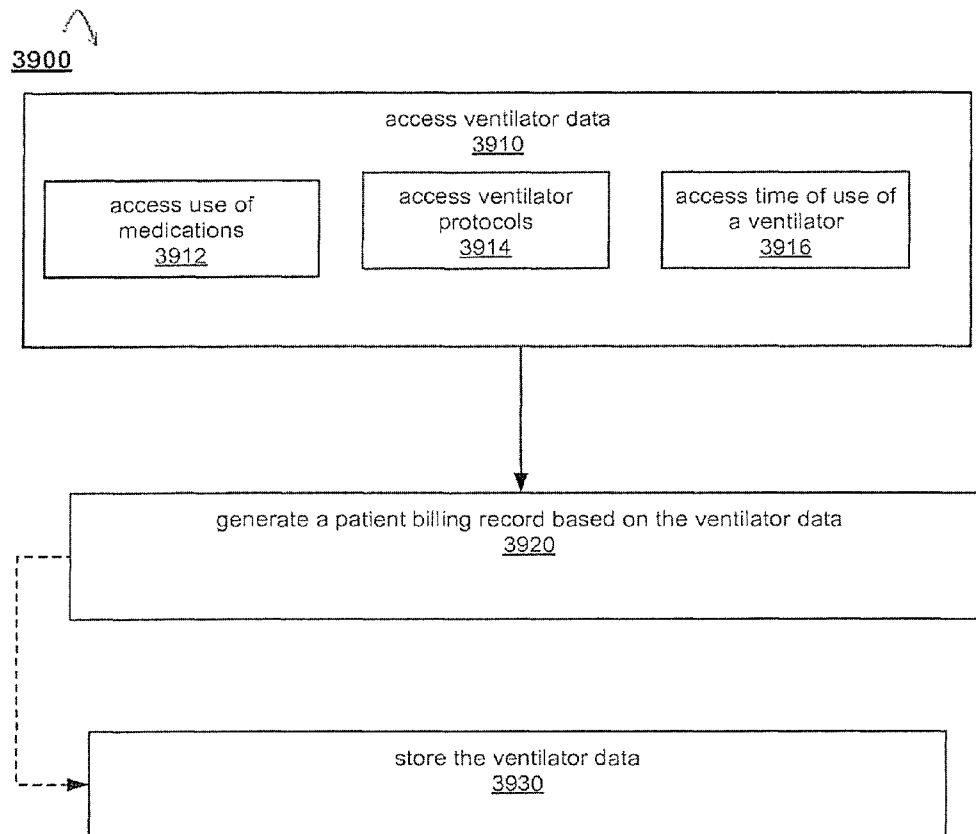 3900
access ventilator data
3910
access use of
medications
3912
access ventilator
protocols
3914
access time of use of
a ventilator
3916
generate a patient billing record based on the ventilator data
3920
store the ventilator data
3930